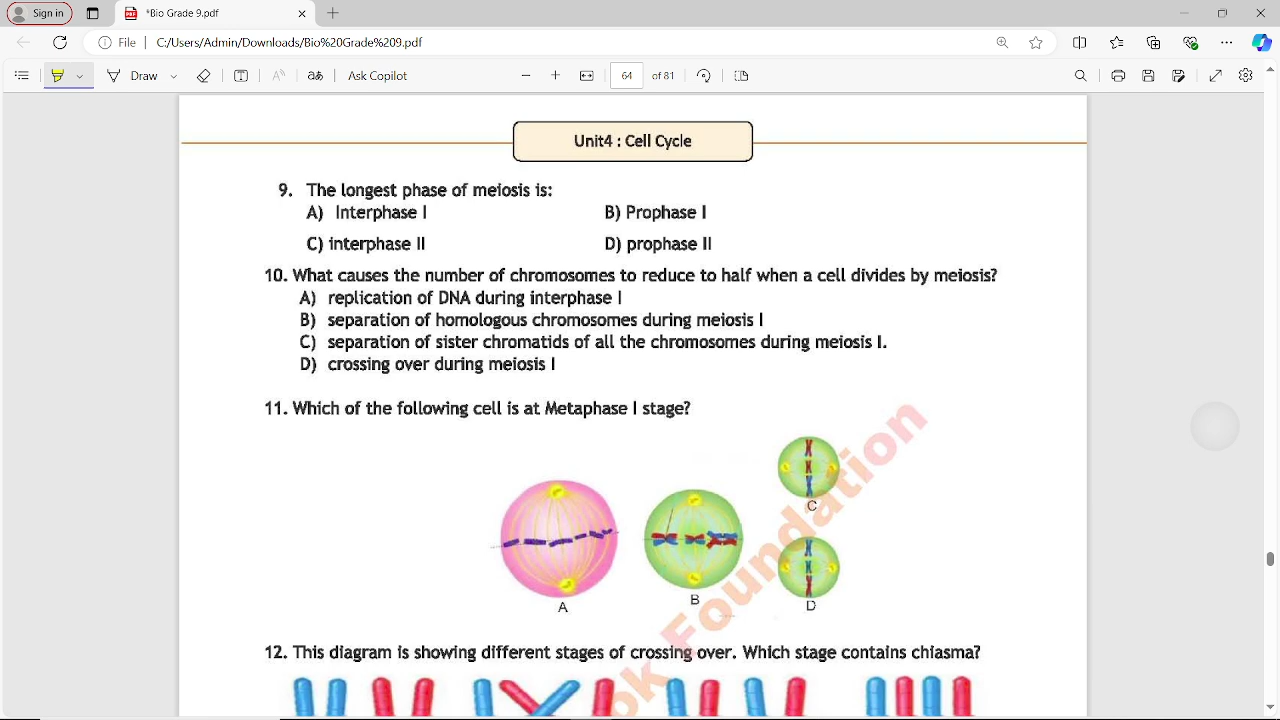 Sign in
*Bio Grade 9.pdf
File
C:/Users/Admin/Downloads/Bio%20Grade%209.pdf
Draw
Ask Copilot
64 of 81
Unit4 : Cell Cycle
9. The longest phase of meiosis is:
A) Interphase I B) Prophase I
C) interphase II D) prophase II
10. What causes the number of chromosomes to reduce to half when a cell divides by meiosis?
A) replication of DNA during interphase I
B) separation of homologous chromosomes during meiosis I
C) separation of sister chromatids of all the chromosomes during meiosis I.
D) crossing over during meiosis I
11. Which of the following cell is at Metaphase I stage?
C
A
B
D
12. This diagram is showing different stages of crossing over. Which stage contains chiasma?
ok Foundation